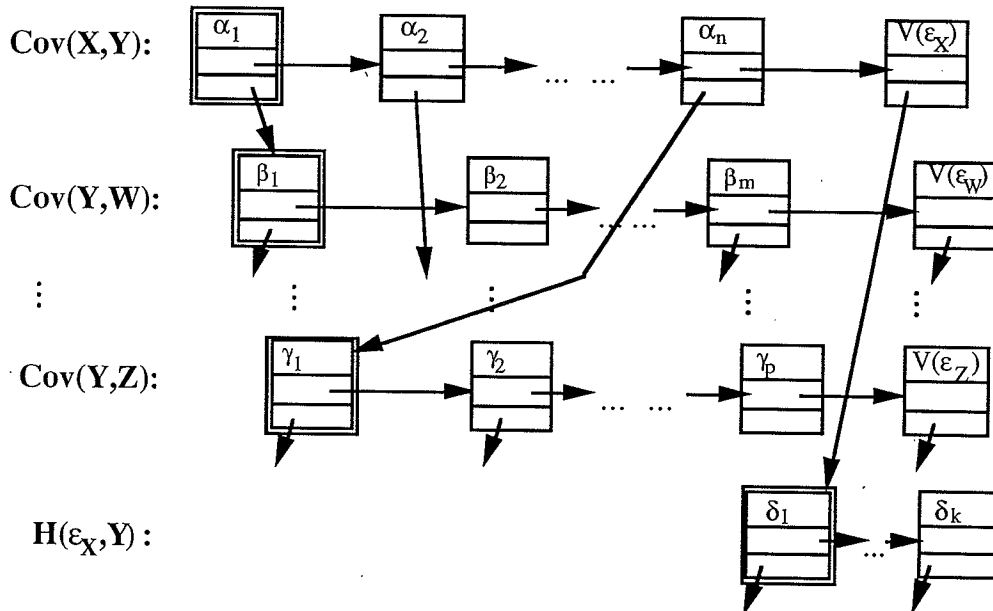 Cov(X,Y): α1 α2 ... ... αn V(εX)
Cov(Y,W): β1 β2 ... ... βm V(εW)
⋮ ⋮ ⋮ ⋮ ⋮
Cov(Y,Z): γ1 γ2 ... ... γp V(εZ)
H(εX,Y): δ1 ... δk